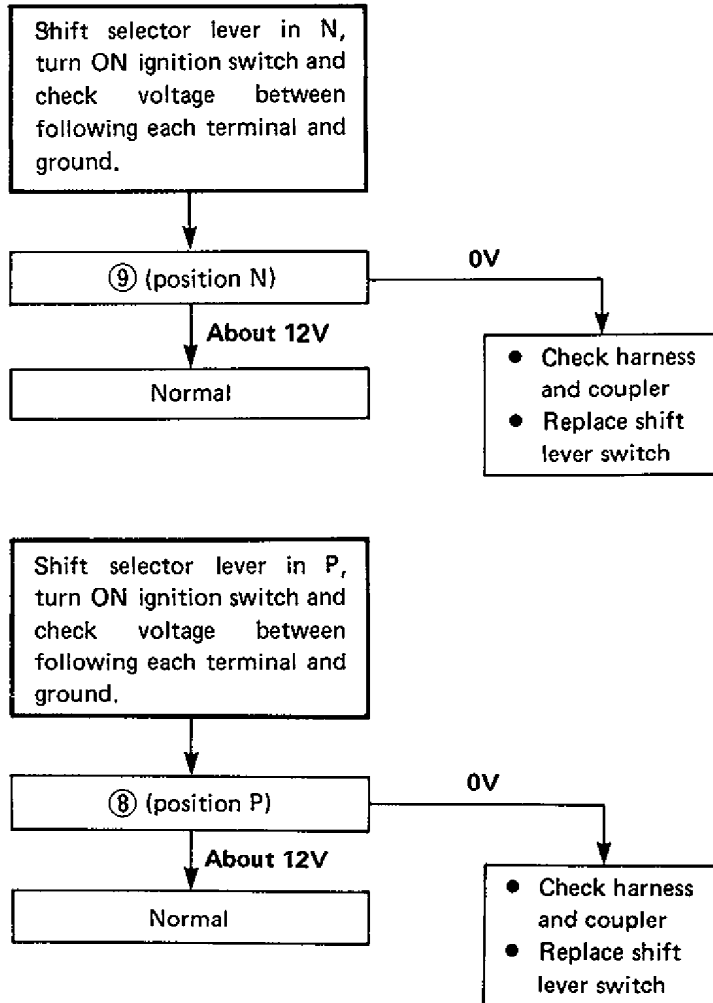 Shift selector lever in N,
turn ON ignition switch and
check voltage between
following each terminal and
ground.
⑨ (position N)
0V
About 12V
Normal
● Check harness
and coupler
● Replace shift
lever switch
Shift selector lever in P,
turn ON ignition switch and
check voltage between
following each terminal and
ground.
⑧ (position P)
0V
About 12V
Normal
● Check harness
and coupler
● Replace shift
lever switch